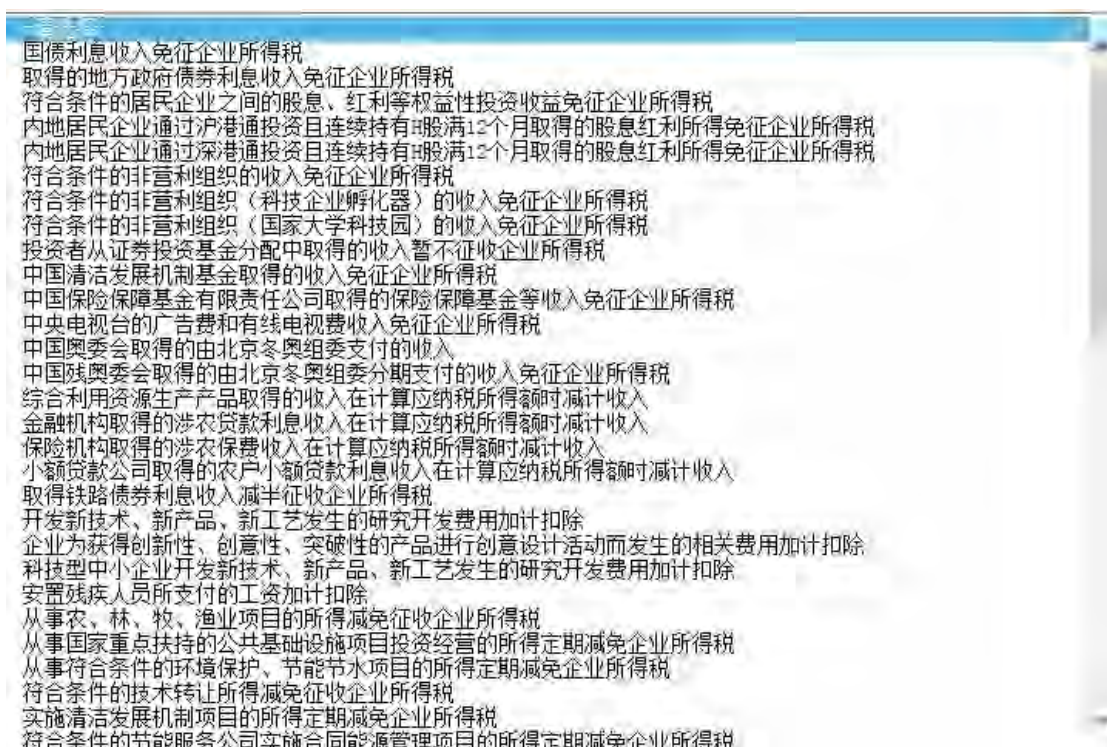 国债利息收入免征企业所得税
取得的地方政府债券利息收入免征企业所得税
符合条件的居民企业之间的股息、红利等权益性投资收益免征企业所得税
内地居民企业通过沪港通投资且连续持有H股满12个月取得的股息红利所得免征企业所得税
内地居民企业通过深港通投资且连续持有H股满12个月取得的股息红利所得免征企业所得税
符合条件的非营利组织的收入免征企业所得税
符合条件的非营利组织（科技企业孵化器）的收入免征企业所得税
符合条件的非营利组织（国家大学科技园）的收入免征企业所得税
投资者从证券投资基金分配中取得的收入暂不征收企业所得税
中国清洁发展机制基金取得的收入免征企业所得税
中国保险保障基金有限责任公司取得的保险保障基金等收入免征企业所得税
中央电视台的广告费和有线电视费收入免征企业所得税
中国奥委会取得的由北京冬奥组委支付的收入
中国残奥委会取得的由北京冬奥组委分期支付的收入免征企业所得税
综合利用资源生产产品取得的收入在计算应纳税所得额时减计收入
金融机构取得的涉农贷款利息收入在计算应纳税所得额时减计收入
保险机构取得的涉农保费收入在计算应纳税所得额时减计收入
小额贷款公司取得的农户小额贷款利息收入在计算应纳税所得额时减计收入
取得铁路债券利息收入减半征收企业所得税
开发新技术、新产品、新工艺发生的研究开发费用加计扣除
企业为获得创新性、创意性、突破性的产品进行创意设计活动而发生的相关费用加计扣除
科技型中小企业开发新技术、新产品、新工艺发生的研究开发费用加计扣除
安置残疾人员所支付的工资加计扣除
从事农、林、牧、渔业项目的所得减免征收企业所得税
从事国家重点扶持的公共基础设施项目投资经营的所得定期减免企业所得税
从事符合条件的环境保护、节能节水项目的所得定期减免企业所得税
符合条件的技术转让所得减免征收企业所得税
实施清洁发展机制项目的所得定期减免企业所得税
符合条件的节能服务公司实施合同能源管理项目的所得定期减免企业所得税